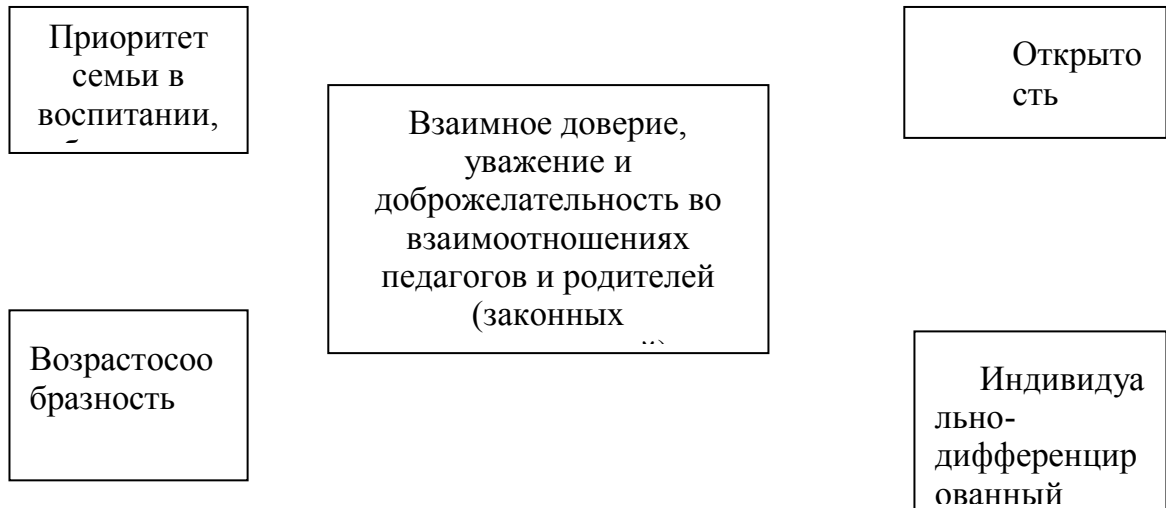 Приоритет
семьи в
воспитании,
Взаимное доверие,
уважение и
доброжелательность во
взаимоотношениях
педагогов и родителей
(законных
Открыто
сть
Возрастосоо
бразность
Индивидуа
льно-
дифференцир
ованный